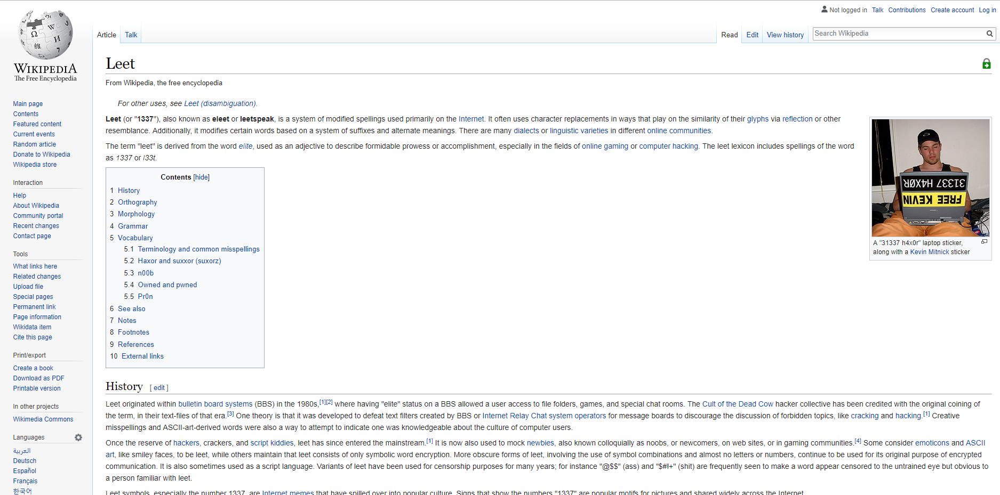 Not logged in Talk Contributions Create account Log in
WIKIPEDIA
The Free Encyclopedia
Article Talk
Read Edit View history Search Wikipedia
Main page
Contents
Featured content
Current events
Random article
Donate to Wikipedia
Wikipedia store
Interaction
Help
About Wikipedia
Community portal
Recent changes
Contact page
Tools
What links here
Related changes
Upload file
Special pages
Permanent link
Page information
Wikidata item
Cite this page
Print/export
Create a book
Download as PDF
Printable version
In other projects
Wikimedia Commons
Languages
العربية
Deutsch
Español
Français
한국어
Leet
From Wikipedia, the free encyclopedia
For other uses, see Leet (disambiguation).
Leet (or "1337"), also known as eleet or leetspeak, is a system of modified spellings used primarily on the Internet. It often uses character replacements in ways that play on the similarity of their glyphs via reflection or other
resemblance. Additionally, it modifies certain words based on a system of suffixes and alternate meanings. There are many dialects or linguistic varieties in different online communities.
The term "leet" is derived from the word elite, used as an adjective to describe formidable prowess or accomplishment, especially in the fields of online gaming or computer hacking. The leet lexicon includes spellings of the word
as 1337 or l33t.
31337 H4X0R
FREE KEVIN
A "31337 h4x0r" laptop sticker,
along with a Kevin Mitnick sticker
Contents [hide]
1 History
2 Orthography
3 Morphology
4 Grammar
5 Vocabulary
5.1 Terminology and common misspellings
5.2 Haxor and suxxor (suxorz)
5.3 n00b
5.4 Owned and pwned
5.5 Pr0n
6 See also
7 Notes
8 Footnotes
9 References
10 External links
History [ edit ]
Leet originated within bulletin board systems (BBS) in the 1980s,[1][2] where having "elite" status on a BBS allowed a user access to file folders, games, and special chat rooms. The Cult of the Dead Cow hacker collective has been credited with the original coining of
the term, in their text-files of that era.[3] One theory is that it was developed to defeat text filters created by BBS or Internet Relay Chat system operators for message boards to discourage the discussion of forbidden topics, like cracking and hacking.[1] Creative
misspellings and ASCII-art-derived words were also a way to attempt to indicate one was knowledgeable about the culture of computer users.
Once the reserve of hackers, crackers, and script kiddies, leet has since entered the mainstream.[1] It is now also used to mock newbies, also known colloquially as noobs, or newcomers, on web sites, or in gaming communities.[4] Some consider emoticons and ASCII
art, like smiley faces, to be leet, while others maintain that leet consists of only symbolic word encryption. More obscure forms of leet, involving the use of symbol combinations and almost no letters or numbers, continue to be used for its original purpose of encrypted
communication. It is also sometimes used as a script language. Variants of leet have been used for censorship purposes for many years; for instance "@$$" (ass) and "$#!+" (shit) are frequently seen to make a word appear censored to the untrained eye but obvious to
a person familiar with leet.
Leet symbols, especially the number 1337, are Internet memes that have spilled over into popular culture. Signs that show the numbers "1337" are popular motifs for pictures and shared widely across the Internet.